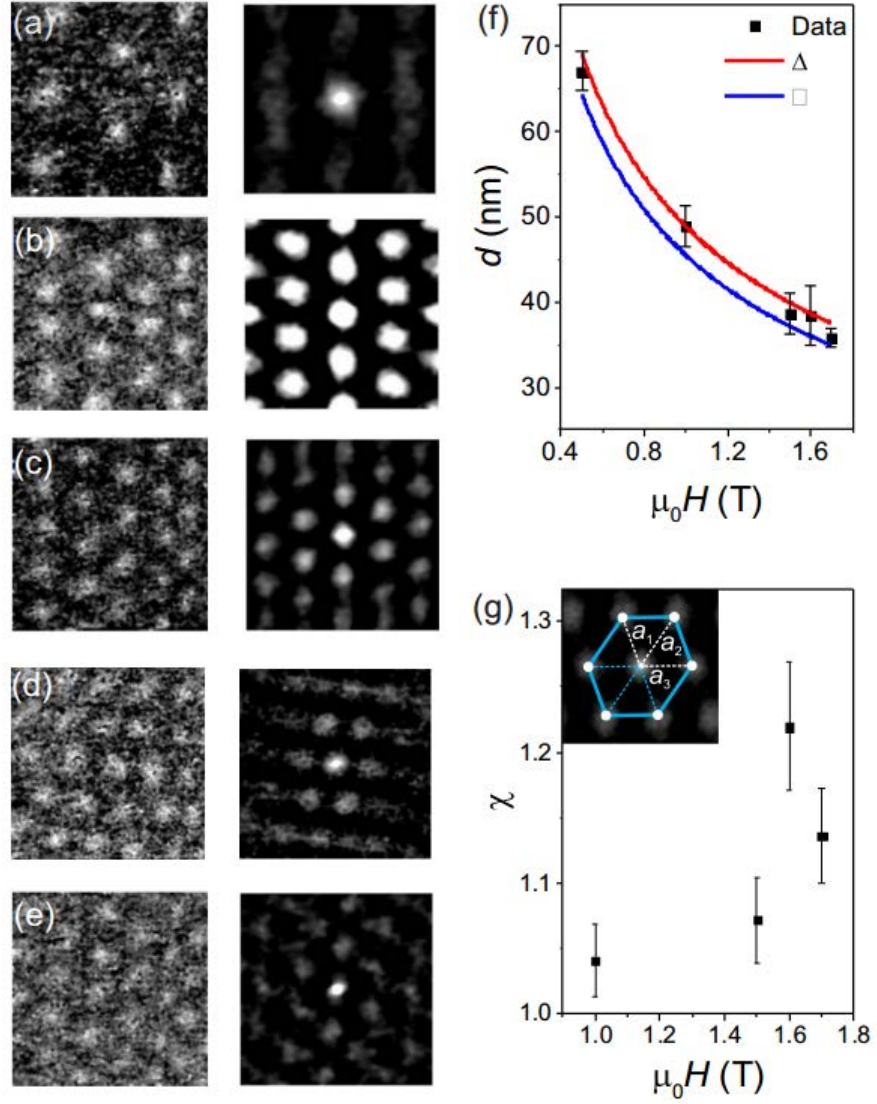 (a)
(b)
(c)
(d)
(e)
(f)
Data
Δ
□
70
60
50
40
30
d (nm)
0.4 0.8 1.2 1.6
μ₀H (T)
(g)
a₁
a₂
a₃
1.3
1.2
1.1
1.0
χ
1.0 1.2 1.4 1.6 1.8
μ₀H (T)